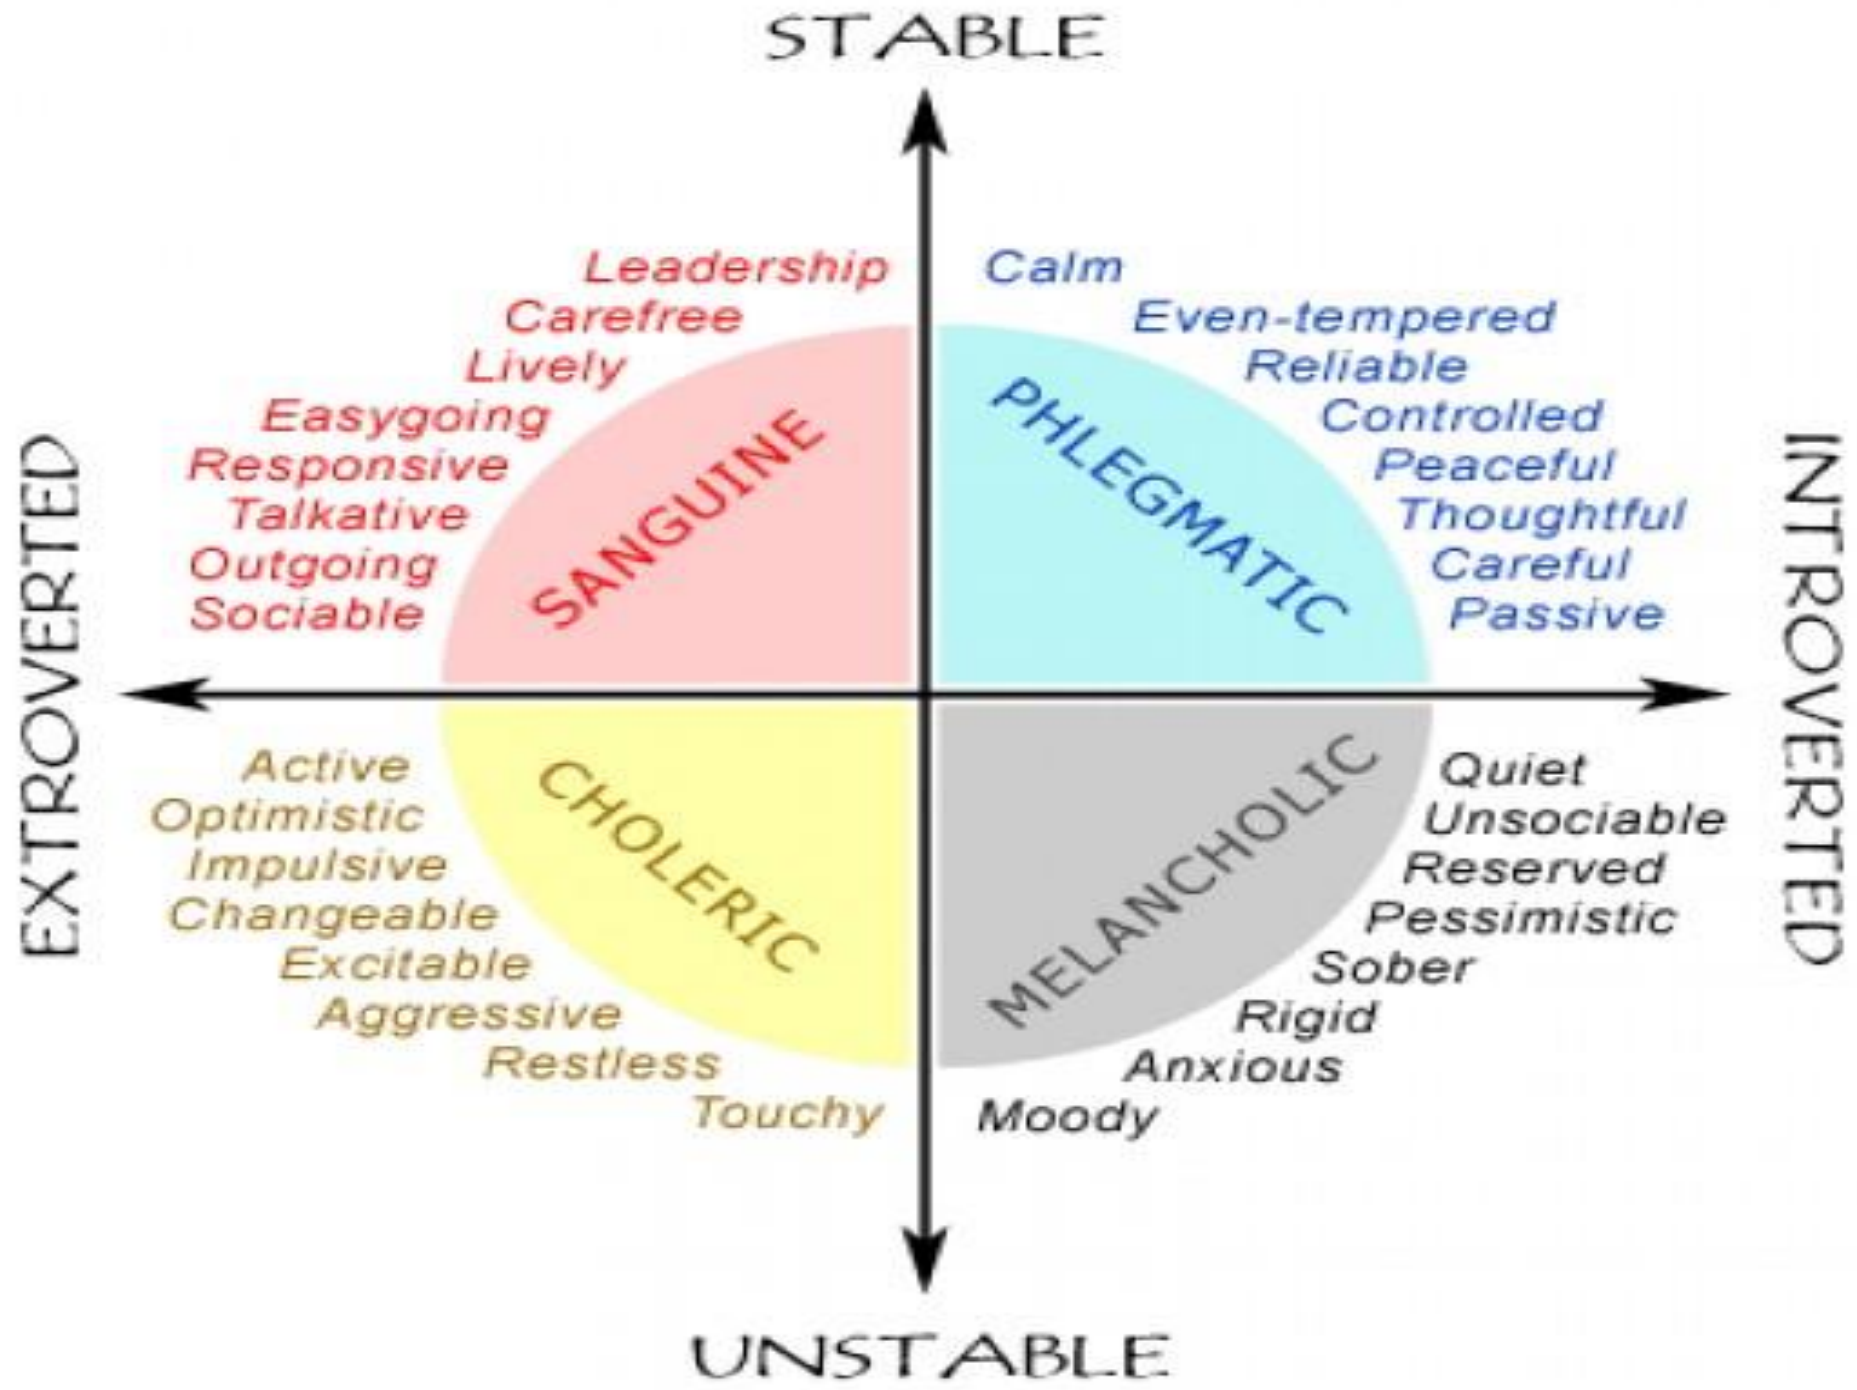 STABLE
Leadership
Carefree
Lively
Easygoing
Responsive
Talkative
Outgoing
Sociable
SANGUINE
Calm
Even-tempered
Reliable
Controlled
Peaceful
Thoughtful
Careful
Passive
PHLEGMATIC
EXTROVERTED
INTROVERTED
Active
Optimistic
Impulsive
Changeable
Excitable
Aggressive
Restless
Touchy
CHOLERIC
Quiet
Unsociable
Reserved
Pessimistic
Sober
Rigid
Anxious
Moody
MELANCHOLIC
UNSTABLE